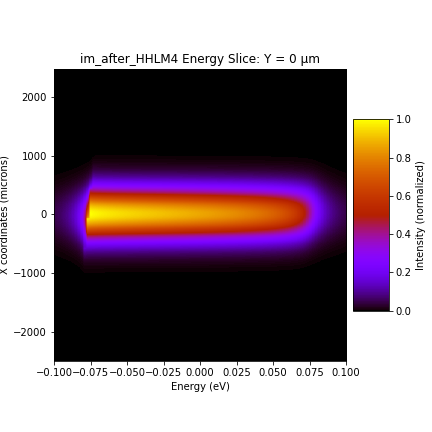 im_after_HHLM4 Energy Slice: Y = 0 μm
X coordinates (microns)
2000
1000
0
−1000
−2000
−0.100 −0.075 −0.050 −0.025 0.000 0.025 0.050 0.075 0.100
Energy (eV)
1.0
0.8
0.6
0.4
0.2
0.0
Intensity (normalized)